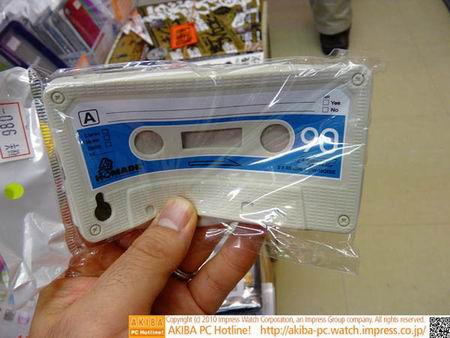 980-
A
Yes
No
90
NOMADE
AKIBA
PC Hotline!
Copyright (c) 2010 Impress Watch Corporation, an Impress Group company. All rights reserved.
AKIBA PC Hotline! http://akiba-pc.watch.impress.co.jp/